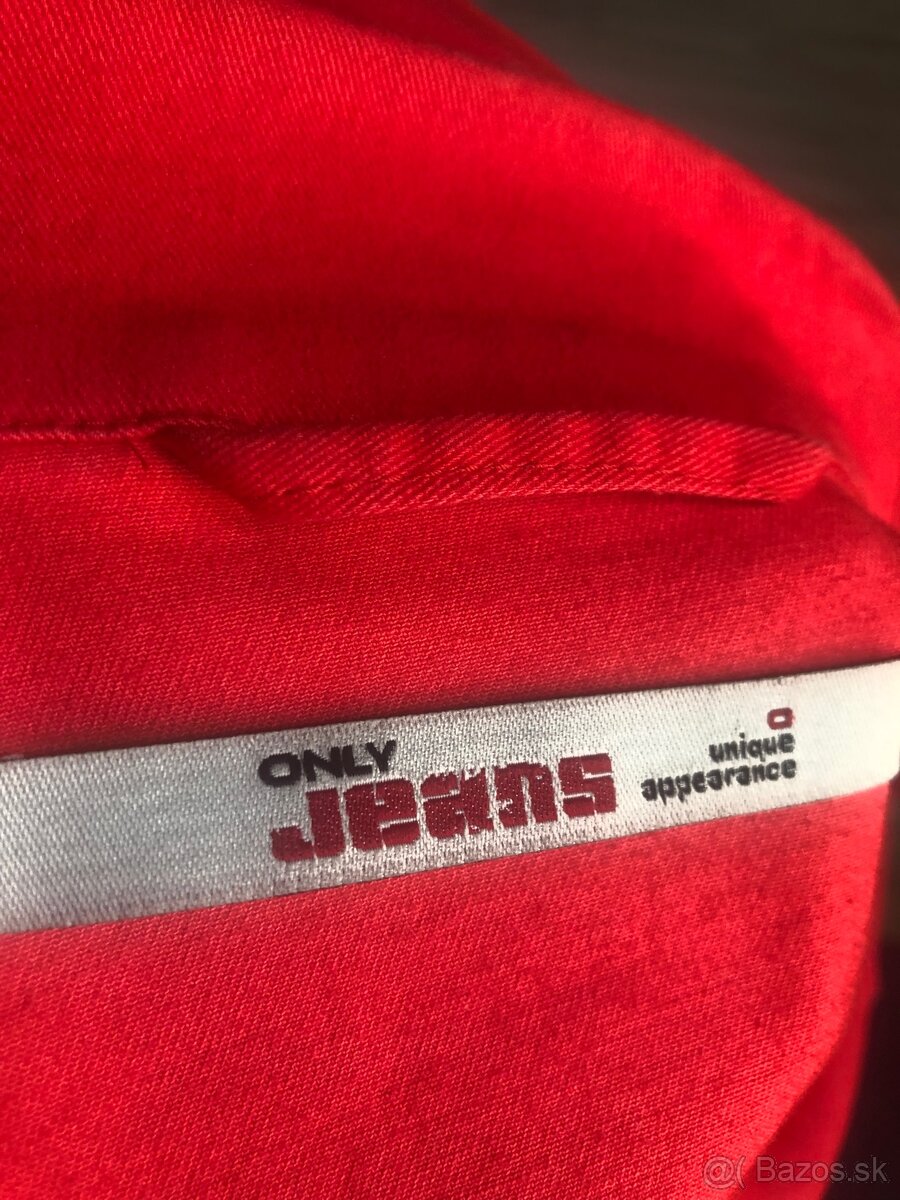 ONLY
Jeans
unique
appearance
@( Bazos.sk